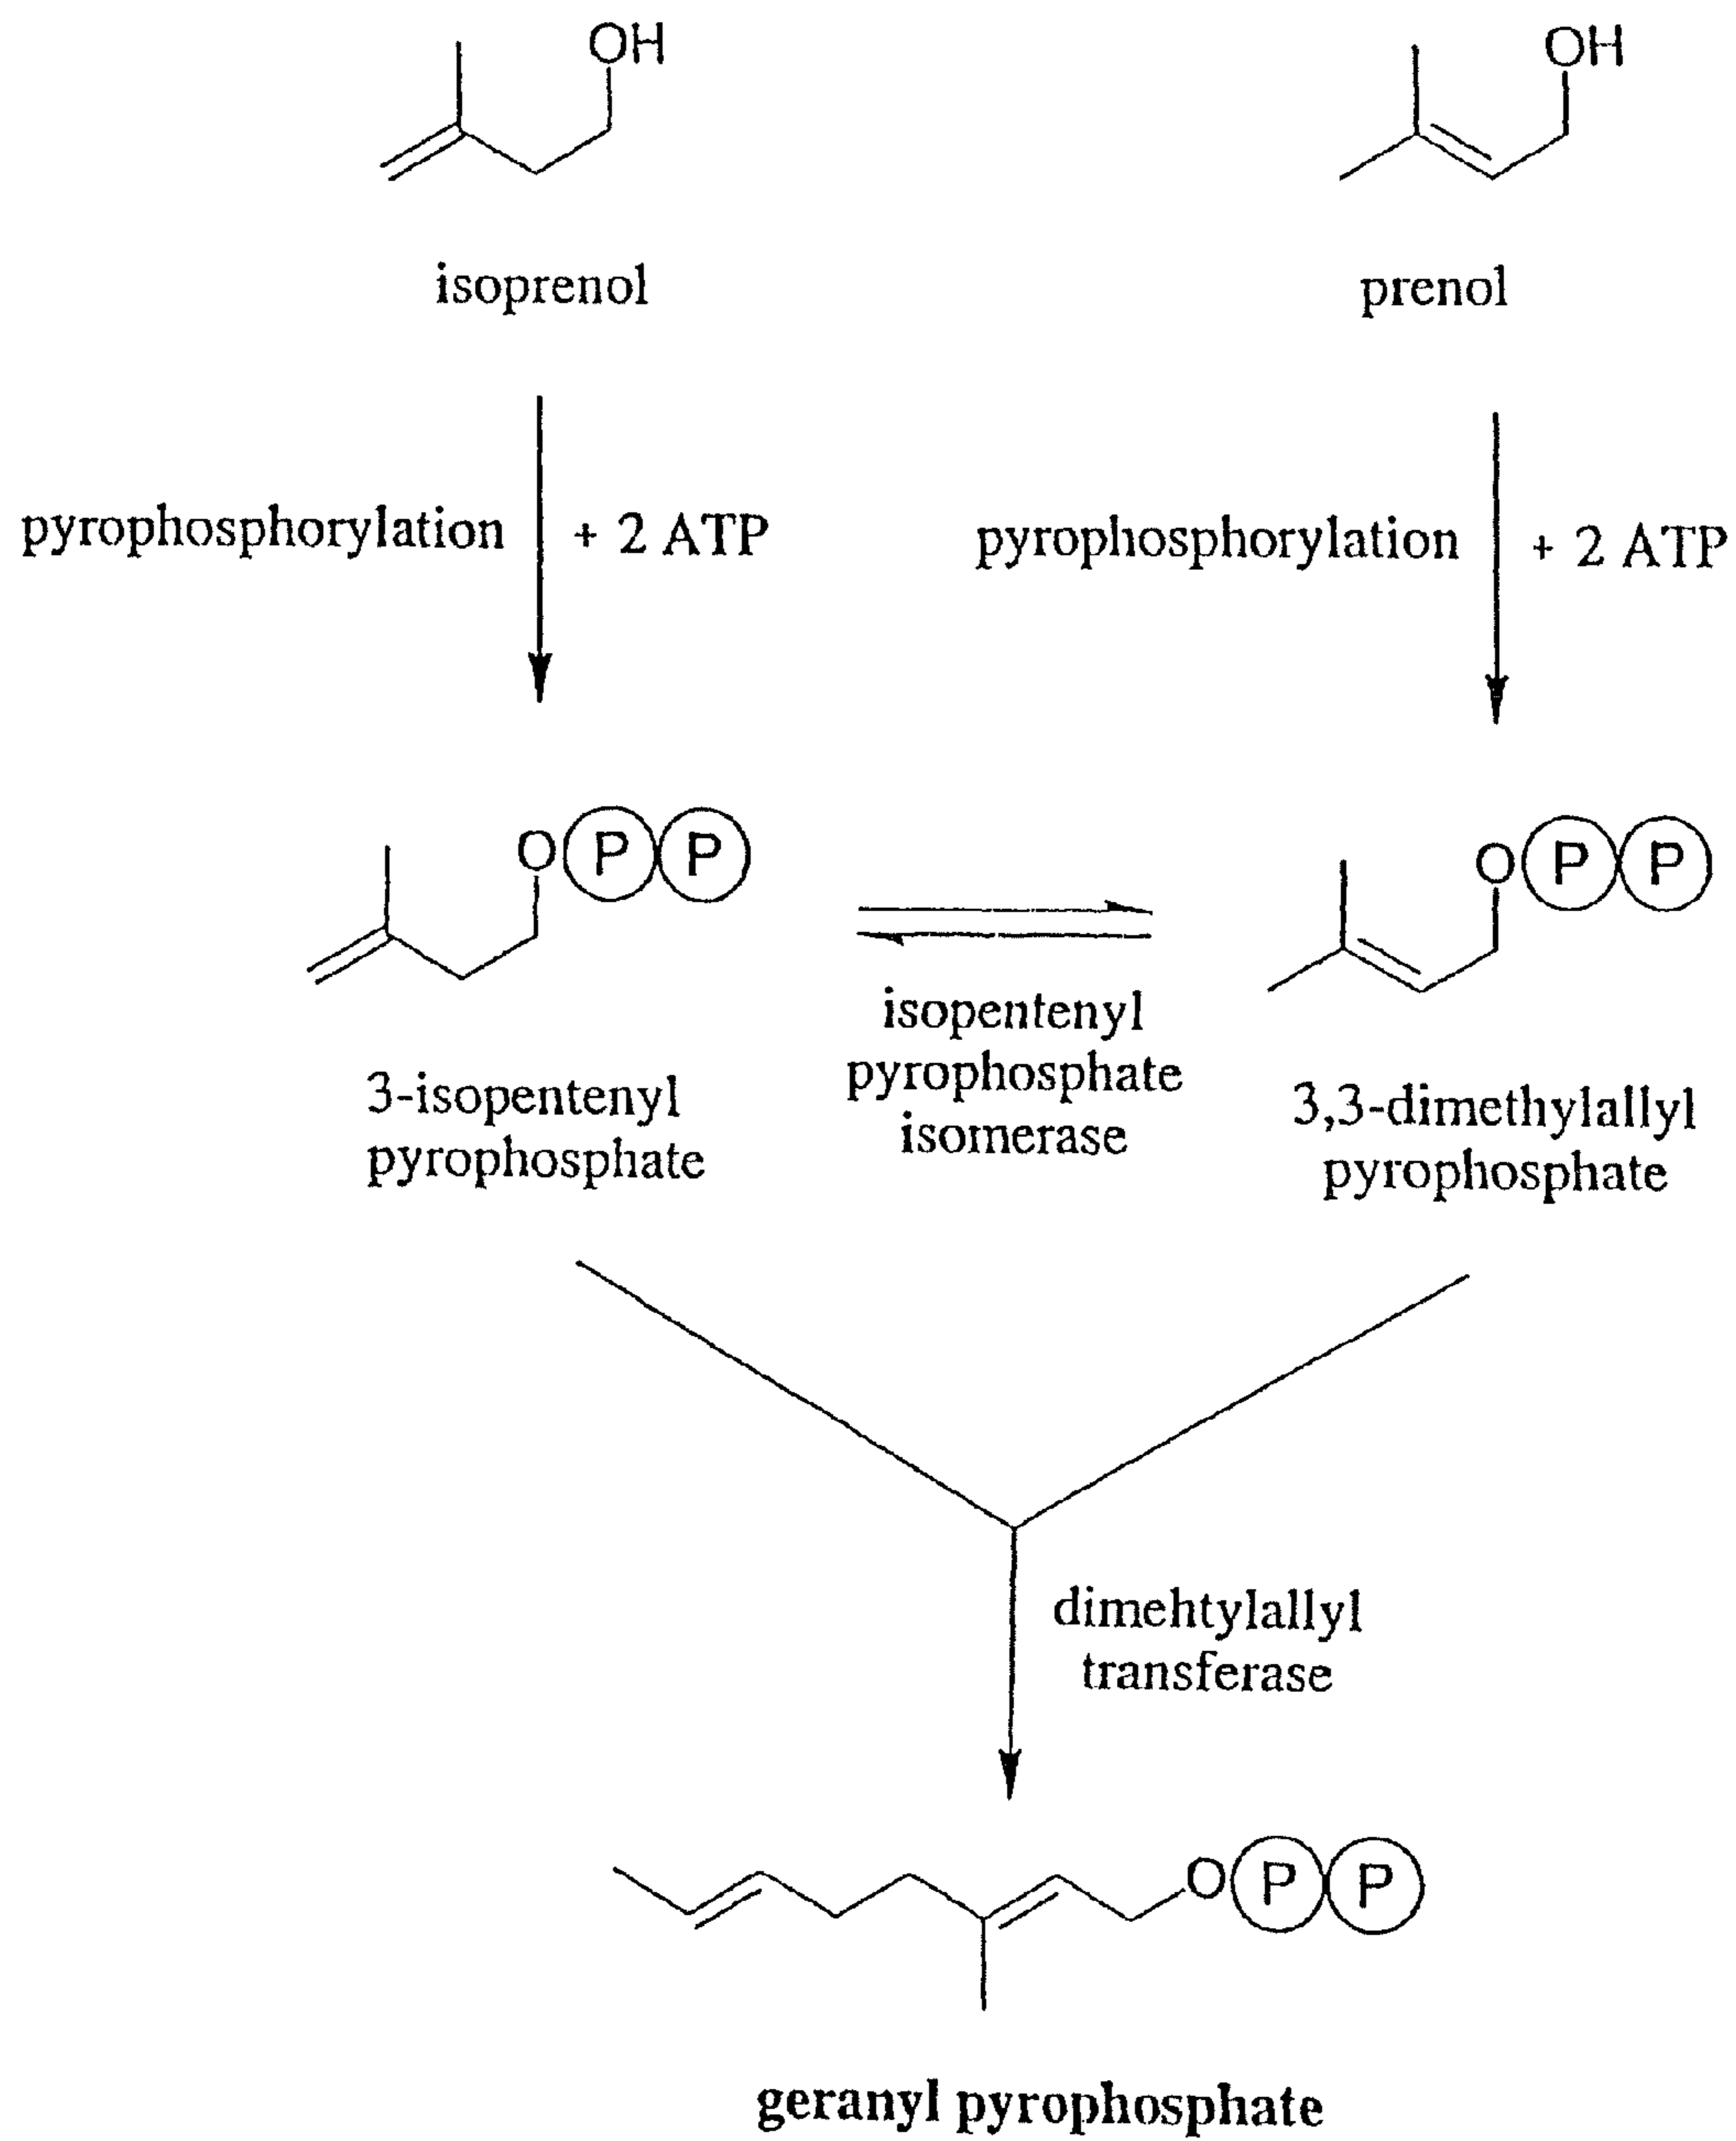 OH
OH
isoprenol
prenol
pyrophosphorylation
+ 2 ATP
pyrophosphorylation
+ 2 ATP
O P P
O P P
isopentenyl
pyrophosphate
isomerase
3-isopentenyl
pyrophosphate
3,3-dimethylallyl
pyrophosphate
dimehtylallyl
transferase
O P P
geranyl pyrophosphate